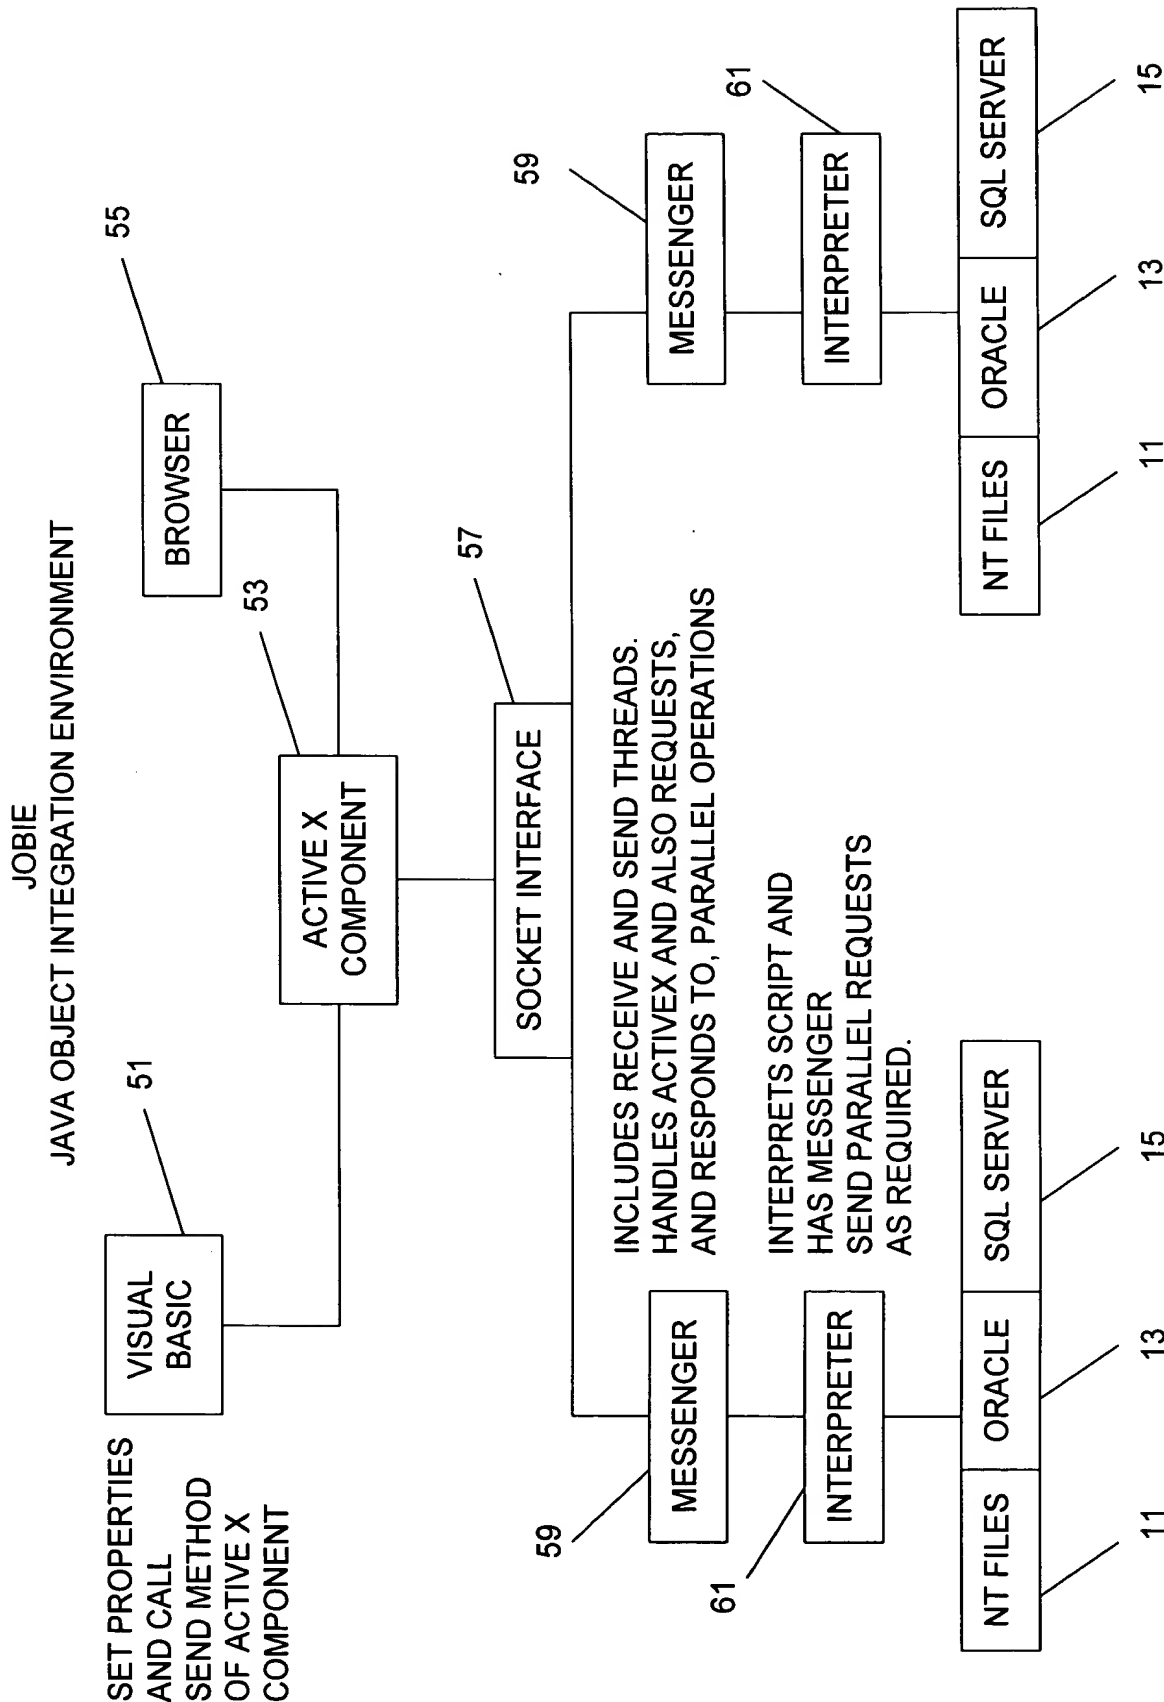 JOBIE
JAVA OBJECT INTEGRATION ENVIRONMENT
SET PROPERTIES
AND CALL
SEND METHOD
OF ACTIVE X
COMPONENT
VISUAL
BASIC
51
ACTIVE X
COMPONENT
53
BROWSER
55
SOCKET INTERFACE
57
INCLUDES RECEIVE AND SEND THREADS.
HANDLES ACTIVEX AND ALSO REQUESTS,
AND RESPONDS TO, PARALLEL OPERATIONS
59
MESSENGER
MESSENGER
59
INTERPRETS SCRIPT AND
HAS MESSENGER
SEND PARALLEL REQUESTS
AS REQUIRED.
61
INTERPRETER
INTERPRETER
61
NT FILES
ORACLE
SQL SERVER
NT FILES
ORACLE
SQL SERVER
11
13
15
11
13
15